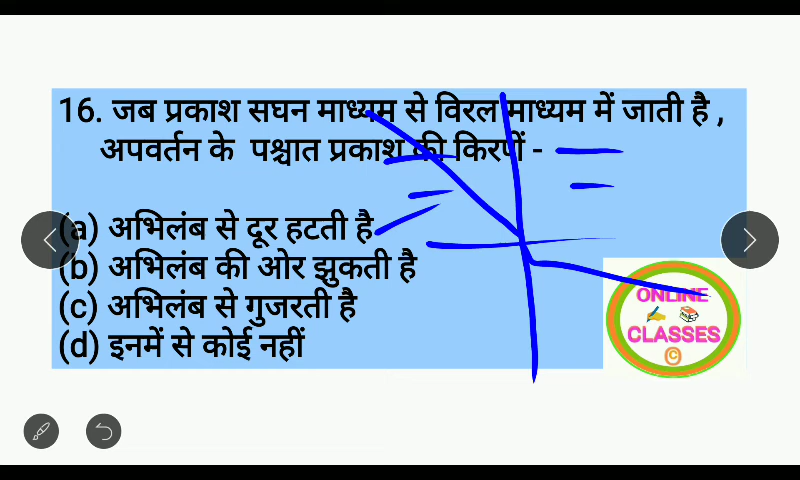 16. जब प्रकाश सघन माध्यम से विरल माध्यम में जाती है ,
अपवर्तन के पश्चात प्रकाश की किरणें -
(a) अभिलंब से दूर हटती है
(b) अभिलंब की ओर झुकती है
(c) अभिलंब से गुजरती है
(d) इनमें से कोई नहीं
ONLINE
CLASSES
©